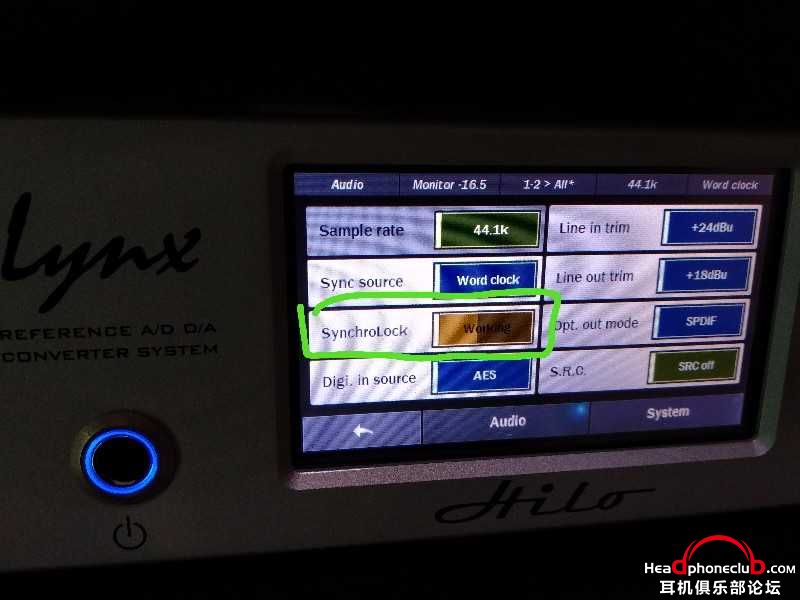 Lynx
REFERENCE A/D D/A
CONVERTER SYSTEM
Audio Monitor -16.5 1-2 > All* 44.1k Word clock
Sample rate 44.1k Line in trim +24dBu
Sync source Word clock Line out trim +18dBu
SynchroLock Working Opt. out mode SPDIF
Digi. in source AES S.R.C. SRC off
Audio System
Hilo
HeadphoneclubD.com
耳机俱乐部论坛